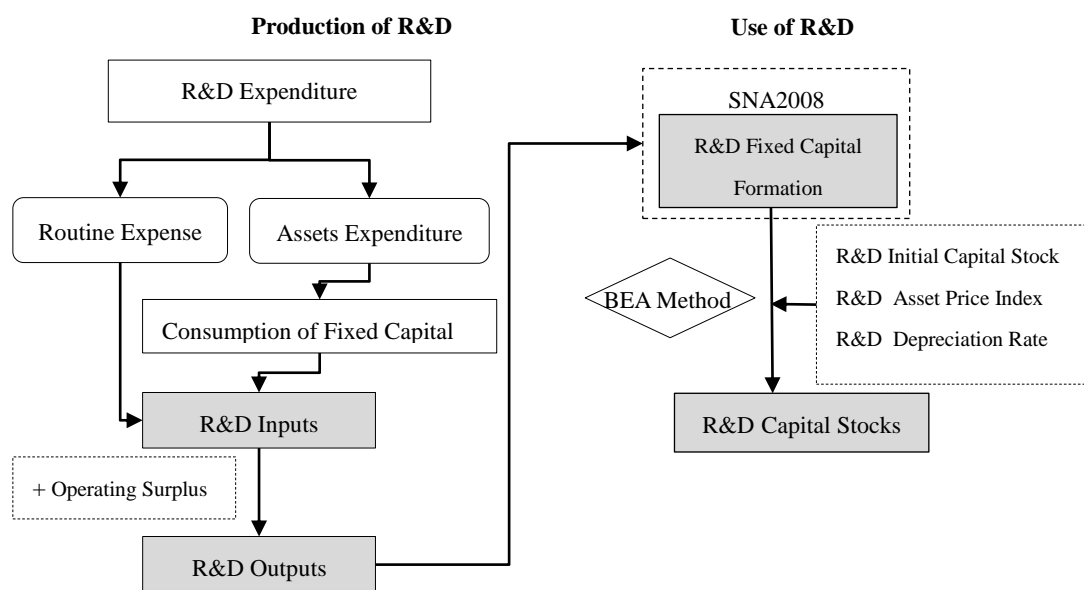 Production of R&D
R&D Expenditure
Routine Expense
Assets Expenditure
Consumption of Fixed Capital
R&D Inputs
+ Operating Surplus
R&D Outputs
Use of R&D
SNA2008
R&D Fixed Capital
Formation
BEA Method
R&D Initial Capital Stock
R&D Asset Price Index
R&D Depreciation Rate
R&D Capital Stocks